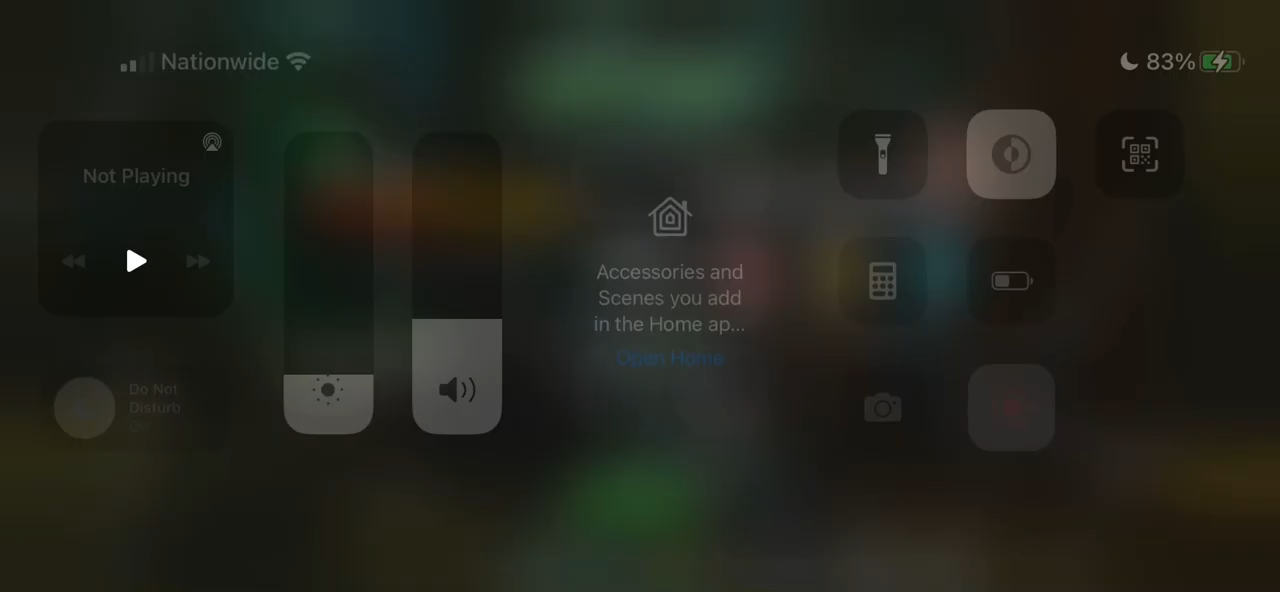 Nationwide
83%
Not Playing
Accessories and
Scenes you add
in the Home ap...
Open Home
Do Not
Disturb